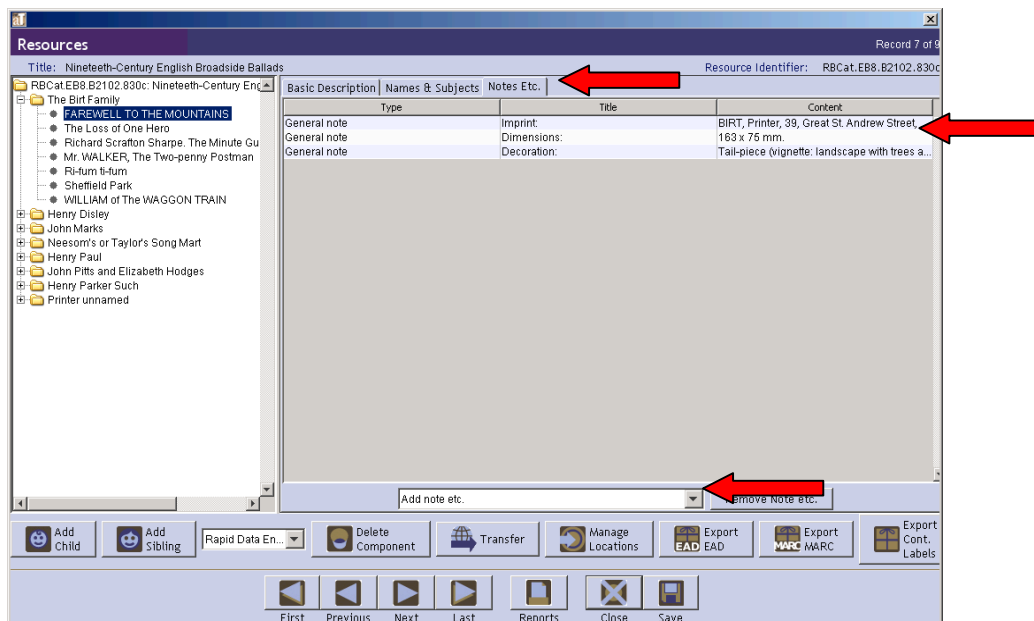 aT
Resources
Record 7 of 9
Title: Nineteeth-Century English Broadside Ballads
Resource Identifier: RBCat.EB8.B2102.830c
RBCat.EB8.B2102.830c: Nineteeth-Century Eng
The Birt Family
FAREWELL TO THE MOUNTAINS
The Loss of One Hero
Richard Scrafton Sharpe. The Minute Gu
Mr. WALKER, The Two-penny Postman
Ri-fum ti-fum
Sheffield Park
WILLIAM of The WAGGON TRAIN
Henry Disley
John Marks
Neesom's or Taylor's Song Mart
Henry Paul
John Pitts and Elizabeth Hodges
Henry Parker Such
Printer unnamed
Basic Description Names & Subjects Notes Etc.
Type Title Content
General note Imprint: BIRT, Printer, 39, Great St. Andrew Street,
General note Dimensions: 163 x 75 mm.
General note Decoration: Tail-piece (vignette: landscape with trees a...
Add note etc. Remove Note etc.
Add Child
Add Sibling
Rapid Data En...
Delete Component
Transfer
Manage Locations
EAD Export EAD
MARC Export MARC
Export Cont. Labels
First Previous Next Last Reports Close Save